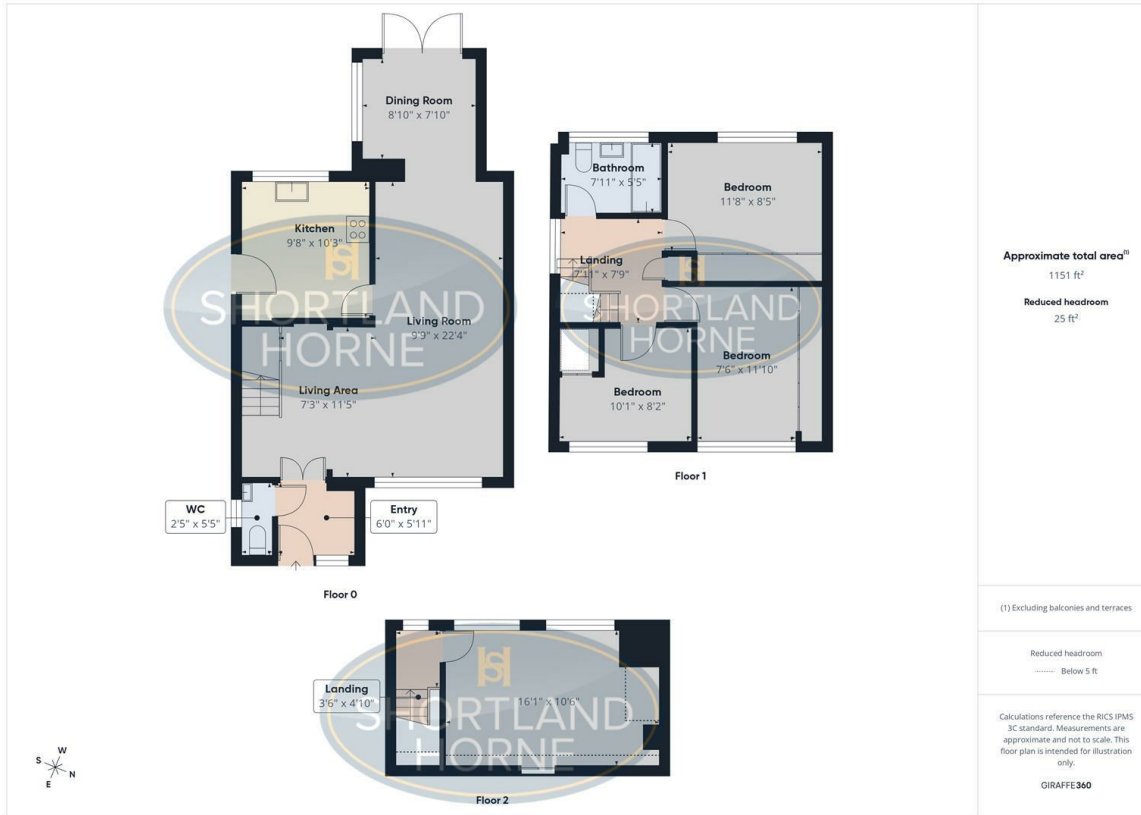 Dining Room
8'10" x 7'10"
Kitchen
9'8" x 10'3"
Living Room
9'9" x 22'4"
Living Area
7'3" x 11'5"
SHORTLAND
HORNE
WC
2'5" x 5'5"
Entry
6'0" x 5'11"
Floor 0
Bathroom
7'11" x 5'5"
Bedroom
11'8" x 8'5"
Landing
7'11" x 7'9"
SHORTLAND
HORNE
Bedroom
7'6" x 11'10"
Bedroom
10'1" x 8'2"
Floor 1
Landing
3'6" x 4'10"
16'1" x 10'6"
SHORTLAND
HORNE
Floor 2
S W
E N
Approximate total area(1)
1151 ft²
Reduced headroom
25 ft²
(1) Excluding balconies and terraces
Reduced headroom
Below 5 ft
Calculations reference the RICS IPMS
3C standard. Measurements are
approximate and not to scale. This
floor plan is intended for illustration
only.
GIRAFFE360